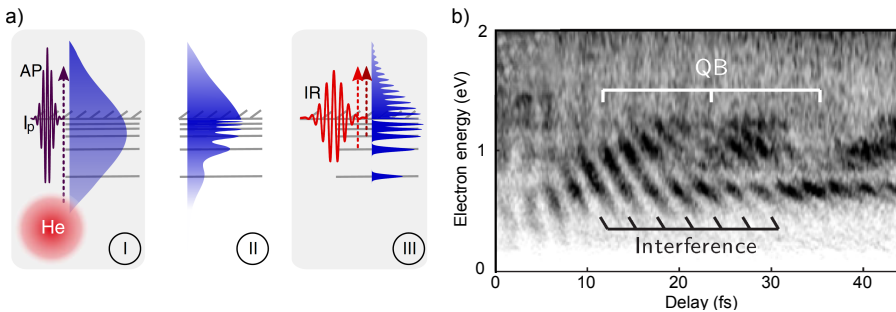 a)
AP
I_p
He
I
II
IR
III
b)
2
1
0
Electron energy (eV)
QB
Interference
0
10
20
30
40
Delay (fs)